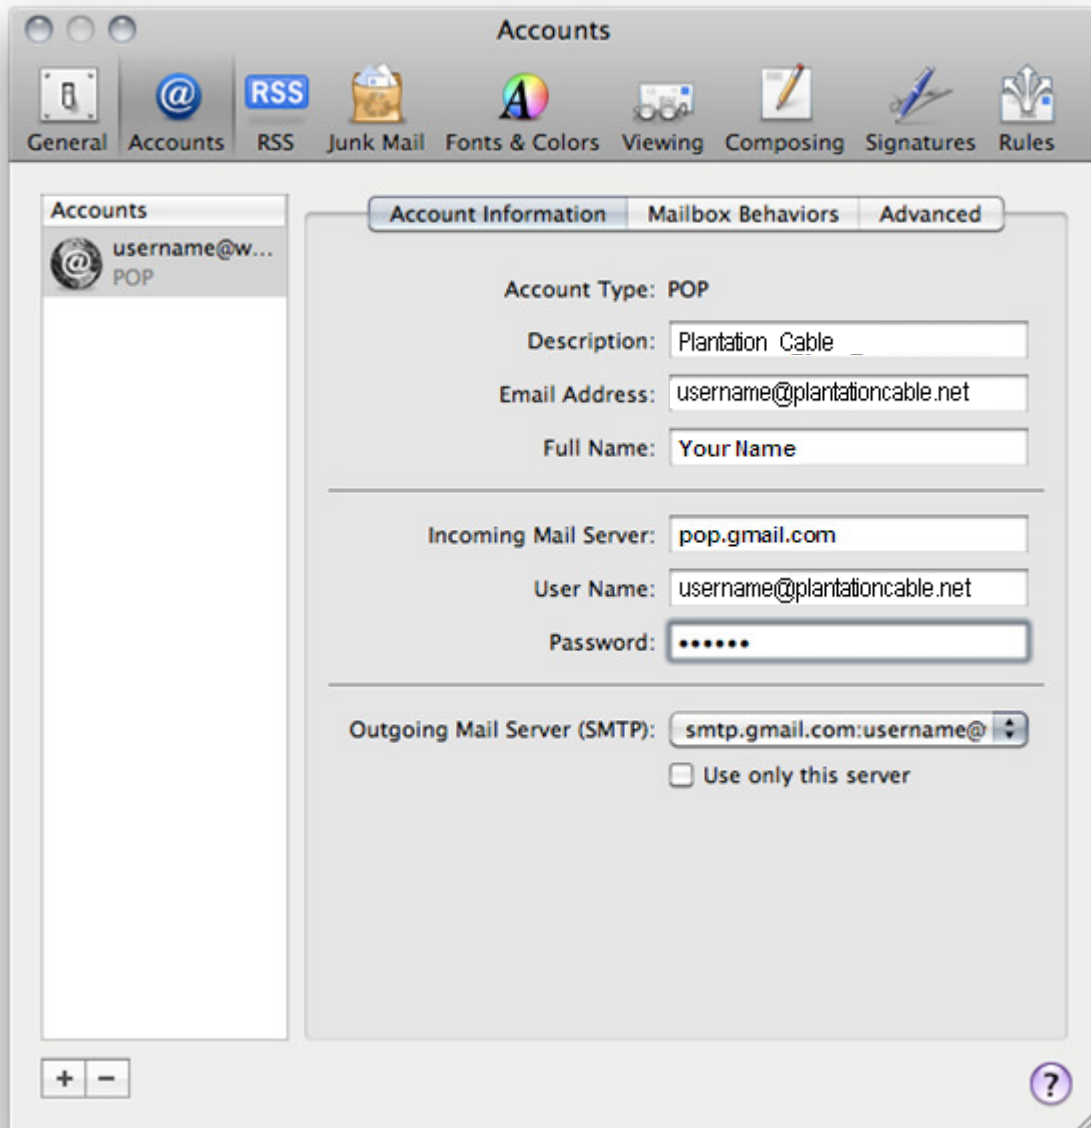 Accounts
General Accounts RSS Junk Mail Fonts & Colors Viewing Composing Signatures Rules
RSS
Accounts
username@w...
POP
Account Information Mailbox Behaviors Advanced
Account Type: POP
Description: Plantation Cable
Email Address: username@plantationcable.net
Full Name: Your Name
Incoming Mail Server: pop.gmail.com
User Name: username@plantationcable.net
Password: ••••••
Outgoing Mail Server (SMTP): smtp.gmail.com:username@
Use only this server
+ −
?